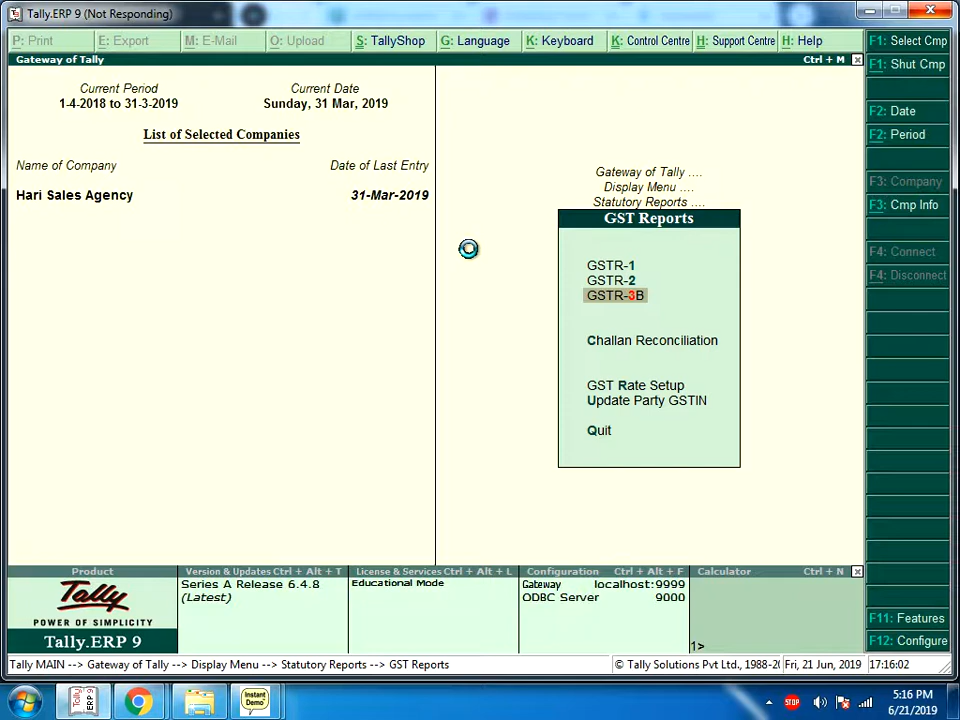 Tally.ERP 9 (Not Responding)
P: Print
E: Export
M: E-Mail
O: Upload
S: TallyShop
G: Language
K: Keyboard
K: Control Centre
H: Support Centre
H: Help
F1: Select Cmp
Gateway of Tally
Ctrl + M
F1: Shut Cmp
Current Period
Current Date
1-4-2018 to 31-3-2019
Sunday, 31 Mar, 2019
F2: Date
List of Selected Companies
F2: Period
Name of Company
Date of Last Entry
Gateway of Tally ....
F3: Company
Display Menu ....
Hari Sales Agency
31-Mar-2019
Statutory Reports ....
F3: Cmp Info
GST Reports
F4: Connect
GSTR-1
F4: Disconnect
GSTR-2
GSTR-3B
Challan Reconciliation
GST Rate Setup
Update Party GSTIN
Quit
Product
Version & Updates Ctrl + Alt + T
License & Services Ctrl + Alt + L
Configuration Ctrl + Alt + F
Calculator Ctrl + N
Series A Release 6.4.8
(Latest)
Educational Mode
Gateway localhost:9999
ODBC Server 9000
Tally
POWER OF SIMPLICITY
Tally.ERP 9
1>
F11: Features
F12: Configure
Tally MAIN --> Gateway of Tally --> Display Menu --> Statutory Reports --> GST Reports
© Tally Solutions Pvt Ltd., 1988-20
Fri, 21 Jun, 2019
17:16:02
Tally
ERP 9
Instant
Demo
STOP
5:16 PM
6/21/2019